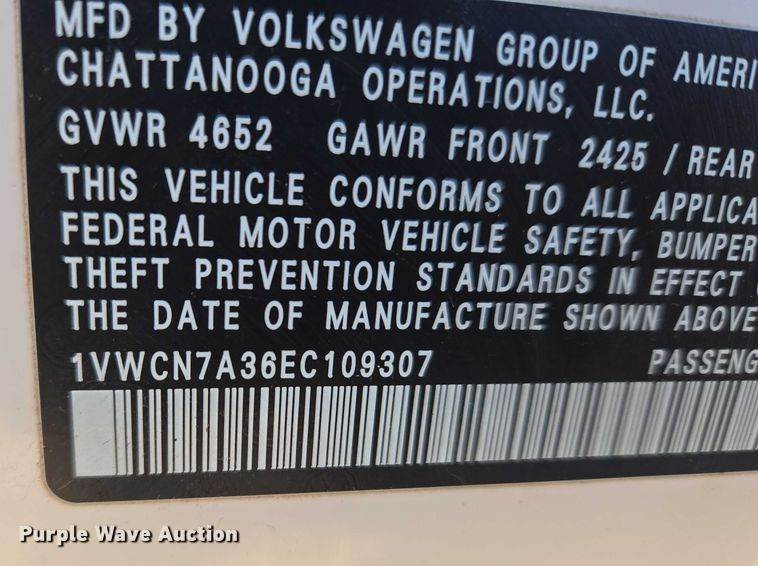 MFD BY VOLKSWAGEN GROUP OF AMERI
CHATTANOOGA OPERATIONS, LLC.
GVWR 4652 GAWR FRONT 2425 / REAR
THIS VEHICLE CONFORMS TO ALL APPLICA
FEDERAL MOTOR VEHICLE SAFETY, BUMPER
THEFT PREVENTION STANDARDS IN EFFECT
THE DATE OF MANUFACTURE SHOWN ABOVE
1VWCN7A36EC109307 PASSENG
Purple Wave Auction